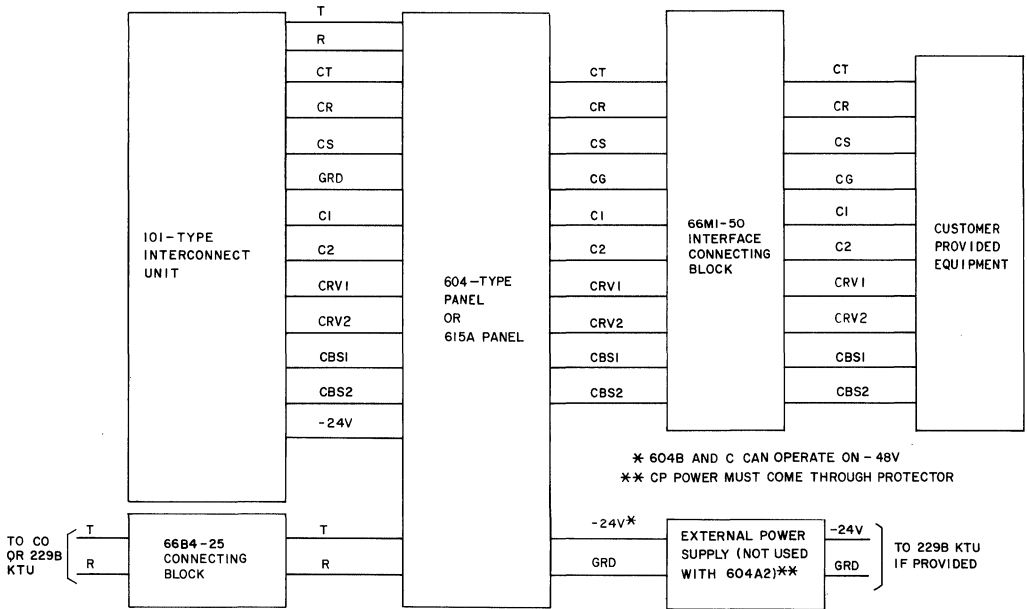 T
R
CT
CR
CS
GRD
C1
C2
CRV1
CRV2
CBS1
CBS2
-24V
101-TYPE
INTERCONNECT
UNIT
604-TYPE
PANEL
OR
615A PANEL
CT
CR
CS
CG
C1
C2
CRV1
CRV2
CBS1
CBS2
66M1-50
INTERFACE
CONNECTING
BLOCK
CT
CR
CS
CG
C1
C2
CRV1
CRV2
CBS1
CBS2
CUSTOMER
PROVIDED
EQUIPMENT
* 604B AND C CAN OPERATE ON -48V
** CP POWER MUST COME THROUGH PROTECTOR
TO CO
OR 229B
KTU
T
R
66B4-25
CONNECTING
BLOCK
T
R
-24V*
GRD
EXTERNAL POWER
SUPPLY (NOT USED
WITH 604A2)**
-24V
GRD
TO 229B KTU
IF PROVIDED